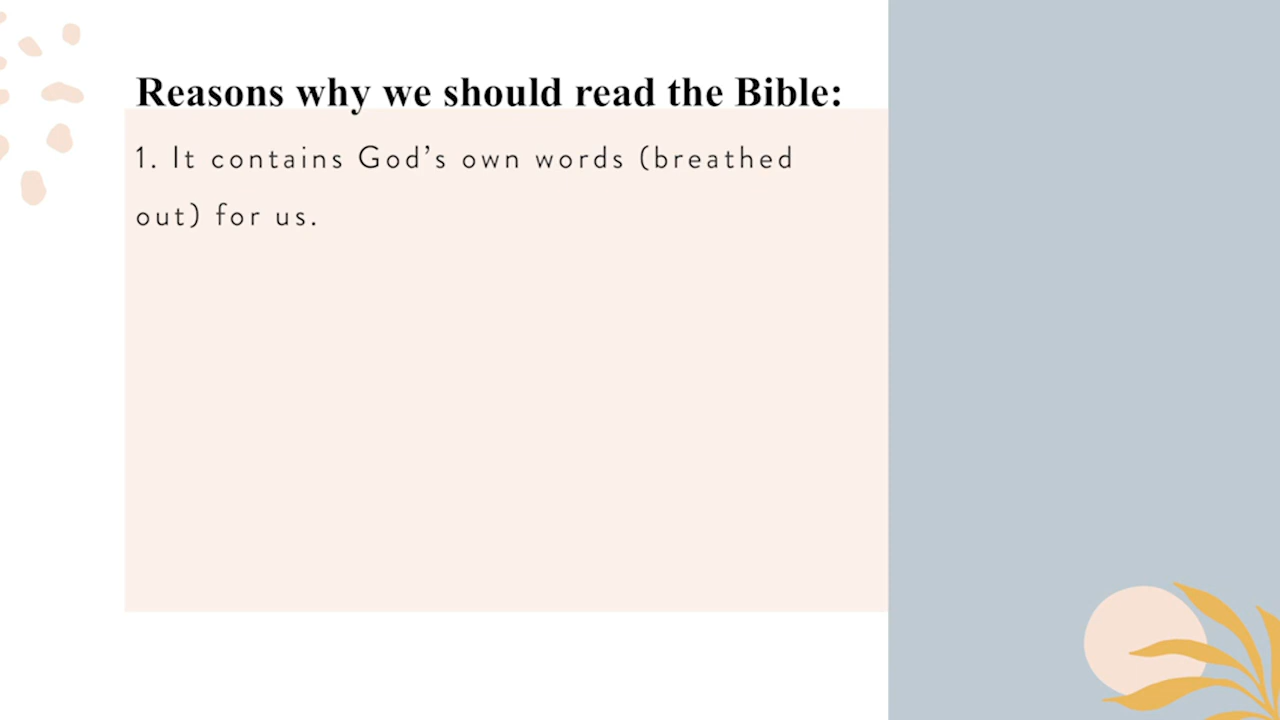 Reasons why we should read the Bible:
1. It contains God’s own words (breathed
out) for us.